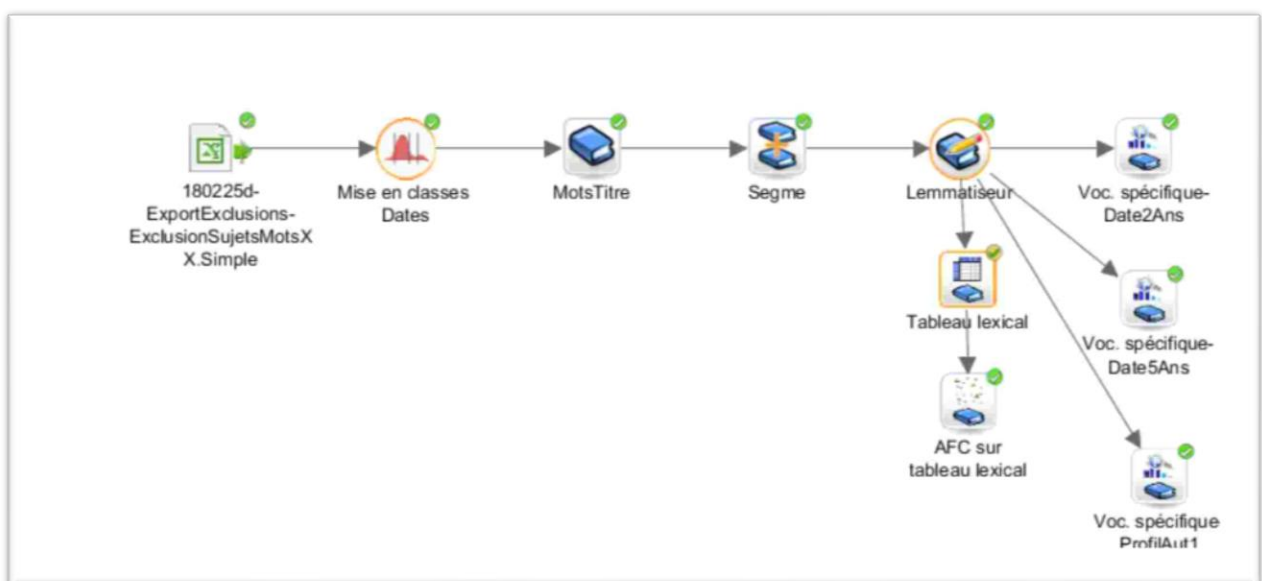 180225d-
ExportExclusions-
ExclusionSujetsMotsX
X.Simple
Mise en classes
Dates
MotsTitre
Segme
Lemmatiseur
Voc. spécifique-
Date2Ans
Tableau lexical
Voc. spécifique-
Date5Ans
AFC sur
tableau lexical
Voc. spécifique
ProfilAut1